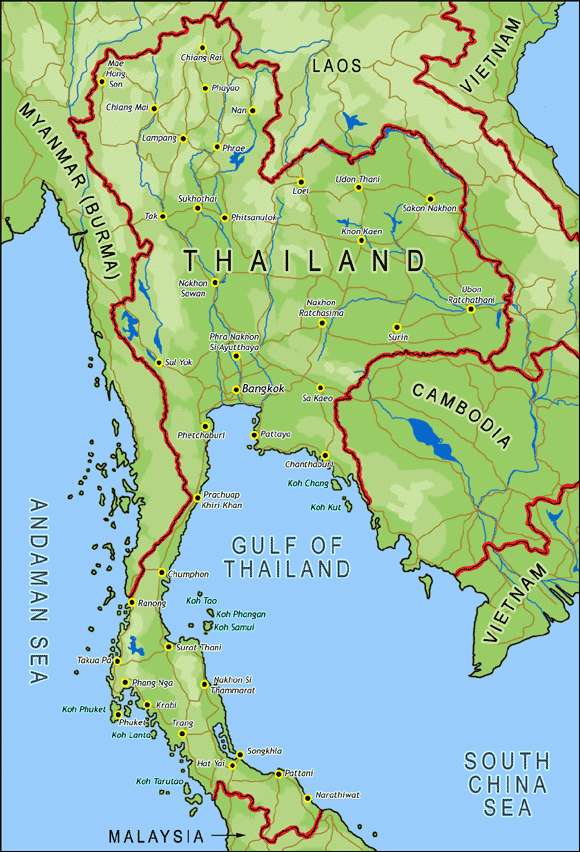 Chiang Rai
LAOS
VIETNAM
Mae
Hong
Son
Phayao
Chiang Mai
Nan
MYANMAR (BURMA)
Lampang
Phrae
Loei
Udon Thani
Sukhothai
Sakon Nakhon
Tak
Phitsanulok
Khon Kaen
THAILAND
Nakhon
Sawan
Ubon
Ratchathani
Nakhon
Ratchasima
Surin
Phra Nakhon
Si Ayutthaya
Sai Yok
Bangkok
Sa Kaeo
CAMBODIA
Phetchaburi
Pattaya
Chanthaburi
Koh Chang
Koh Kut
Prachuap
Khiri Khan
ANDAMAN SEA
GULF OF
THAILAND
Chumphon
Ranong
Koh Tao
Koh Phangan
Koh Samui
VIETNAM
Surat Thani
Takua Pa
Phang Nga
Nakhon Si
Thammarat
Koh Phuket
Krabi
Phuket
Trang
Koh Lanta
Songkhla
Hat Yai
Pattani
Koh Tarutao
Narathiwat
SOUTH
CHINA
SEA
MALAYSIA